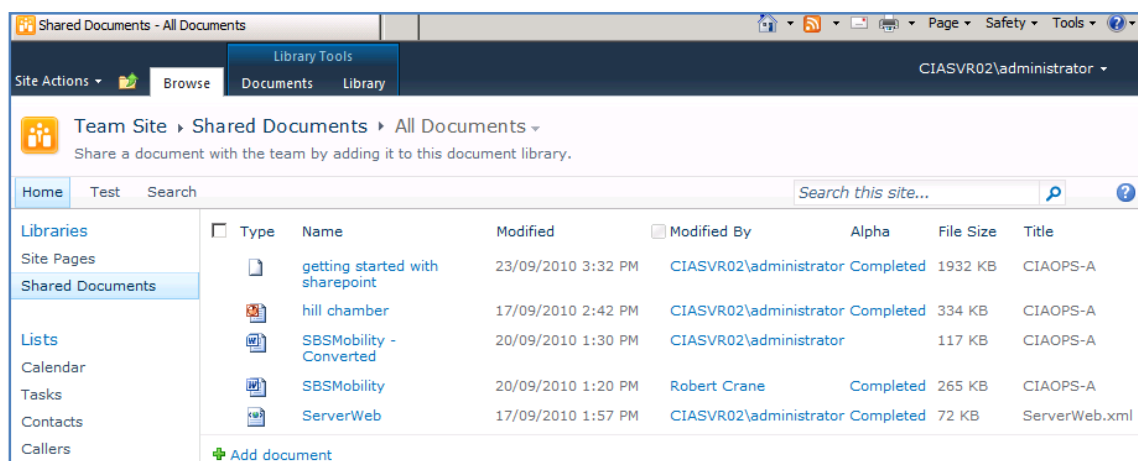 Shared Documents - All Documents
Page Safety Tools
Library Tools
Site Actions Browse Documents Library CIASVR02\administrator
Team Site Shared Documents All Documents
Share a document with the team by adding it to this document library.
Home Test Search Search this site...
Libraries Type Name Modified Modified By Alpha File Size Title
Site Pages getting started with sharepoint 23/09/2010 3:32 PM CIASVR02\administrator Completed 1932 KB CIAOPS-A
Shared Documents
hill chamber 17/09/2010 2:42 PM CIASVR02\administrator Completed 334 KB CIAOPS-A
Lists SBSMobility - Converted 20/09/2010 1:30 PM CIASVR02\administrator 117 KB CIAOPS-A
Calendar
Tasks SBSMobility 20/09/2010 1:20 PM Robert Crane Completed 265 KB CIAOPS-A
Contacts ServerWeb 17/09/2010 1:57 PM CIASVR02\administrator Completed 72 KB ServerWeb.xml
Callers Add document